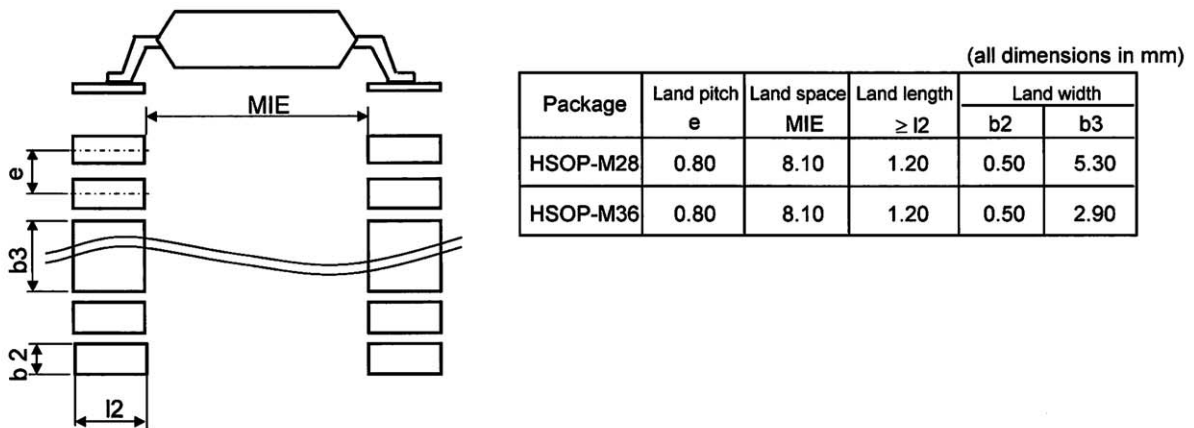 MIE
e
b3
b2
l2
(all dimensions in mm)
Package Land pitch e Land space MIE Land length ≥ l2 Land width b2 b3
HSOP-M28 0.80 8.10 1.20 0.50 5.30
HSOP-M36 0.80 8.10 1.20 0.50 2.90